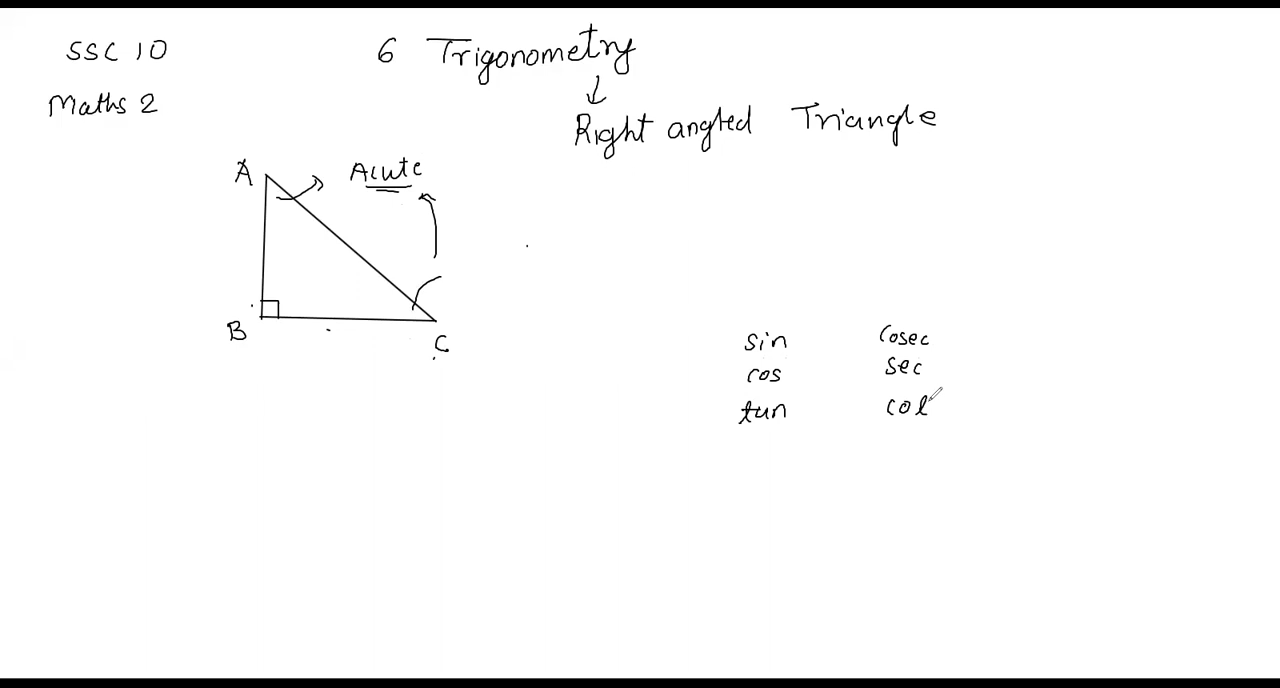 SSC 10
6 Trigonometry
Maths 2
Right angled Triangle
A
Acute
B
C
sin cosec
cos sec
tan cot